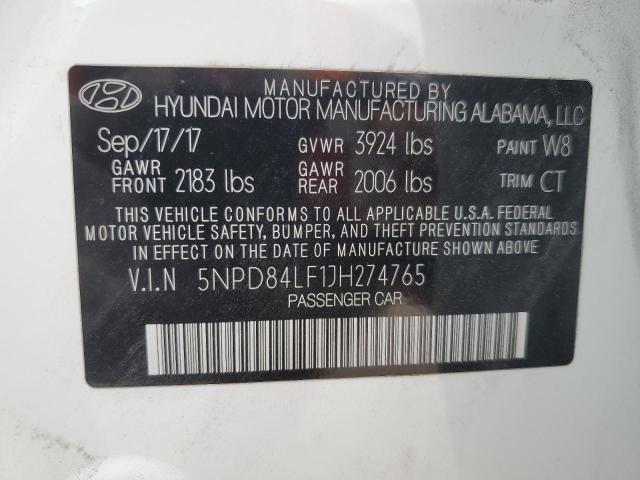 MANUFACTURED BY
HYUNDAI MOTOR MANUFACTURING ALABAMA, LLC
Sep/17/17 GVWR 3924 lbs PAINT W8
GAWR FRONT 2183 lbs GAWR REAR 2006 lbs TRIM CT
THIS VEHICLE CONFORMS TO ALL APPLICABLE U.S.A. FEDERAL
MOTOR VEHICLE SAFETY, BUMPER, AND THEFT PREVENTION STANDARDS
IN EFFECT ON THE DATE OF MANUFACTURE SHOWN ABOVE.
V.I.N 5NPD84LF1JH274765
PASSENGER CAR